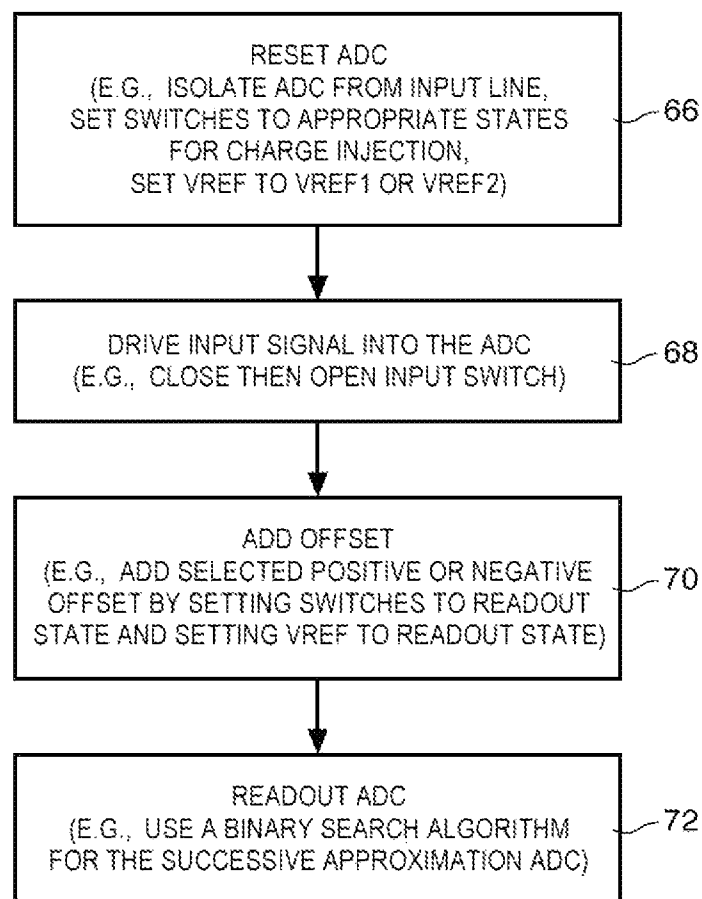 RESET ADC
(E.G., ISOLATE ADC FROM INPUT LINE,
SET SWITCHES TO APPROPRIATE STATES
FOR CHARGE INJECTION,
SET VREF TO VREF1 OR VREF2)
66
DRIVE INPUT SIGNAL INTO THE ADC
(E.G., CLOSE THEN OPEN INPUT SWITCH)
68
ADD OFFSET
(E.G., ADD SELECTED POSITIVE OR NEGATIVE
OFFSET BY SETTING SWITCHES TO READOUT
STATE AND SETTING VREF TO READOUT STATE)
70
READOUT ADC
(E.G., USE A BINARY SEARCH ALGORITHM
FOR THE SUCCESSIVE APPROXIMATION ADC)
72